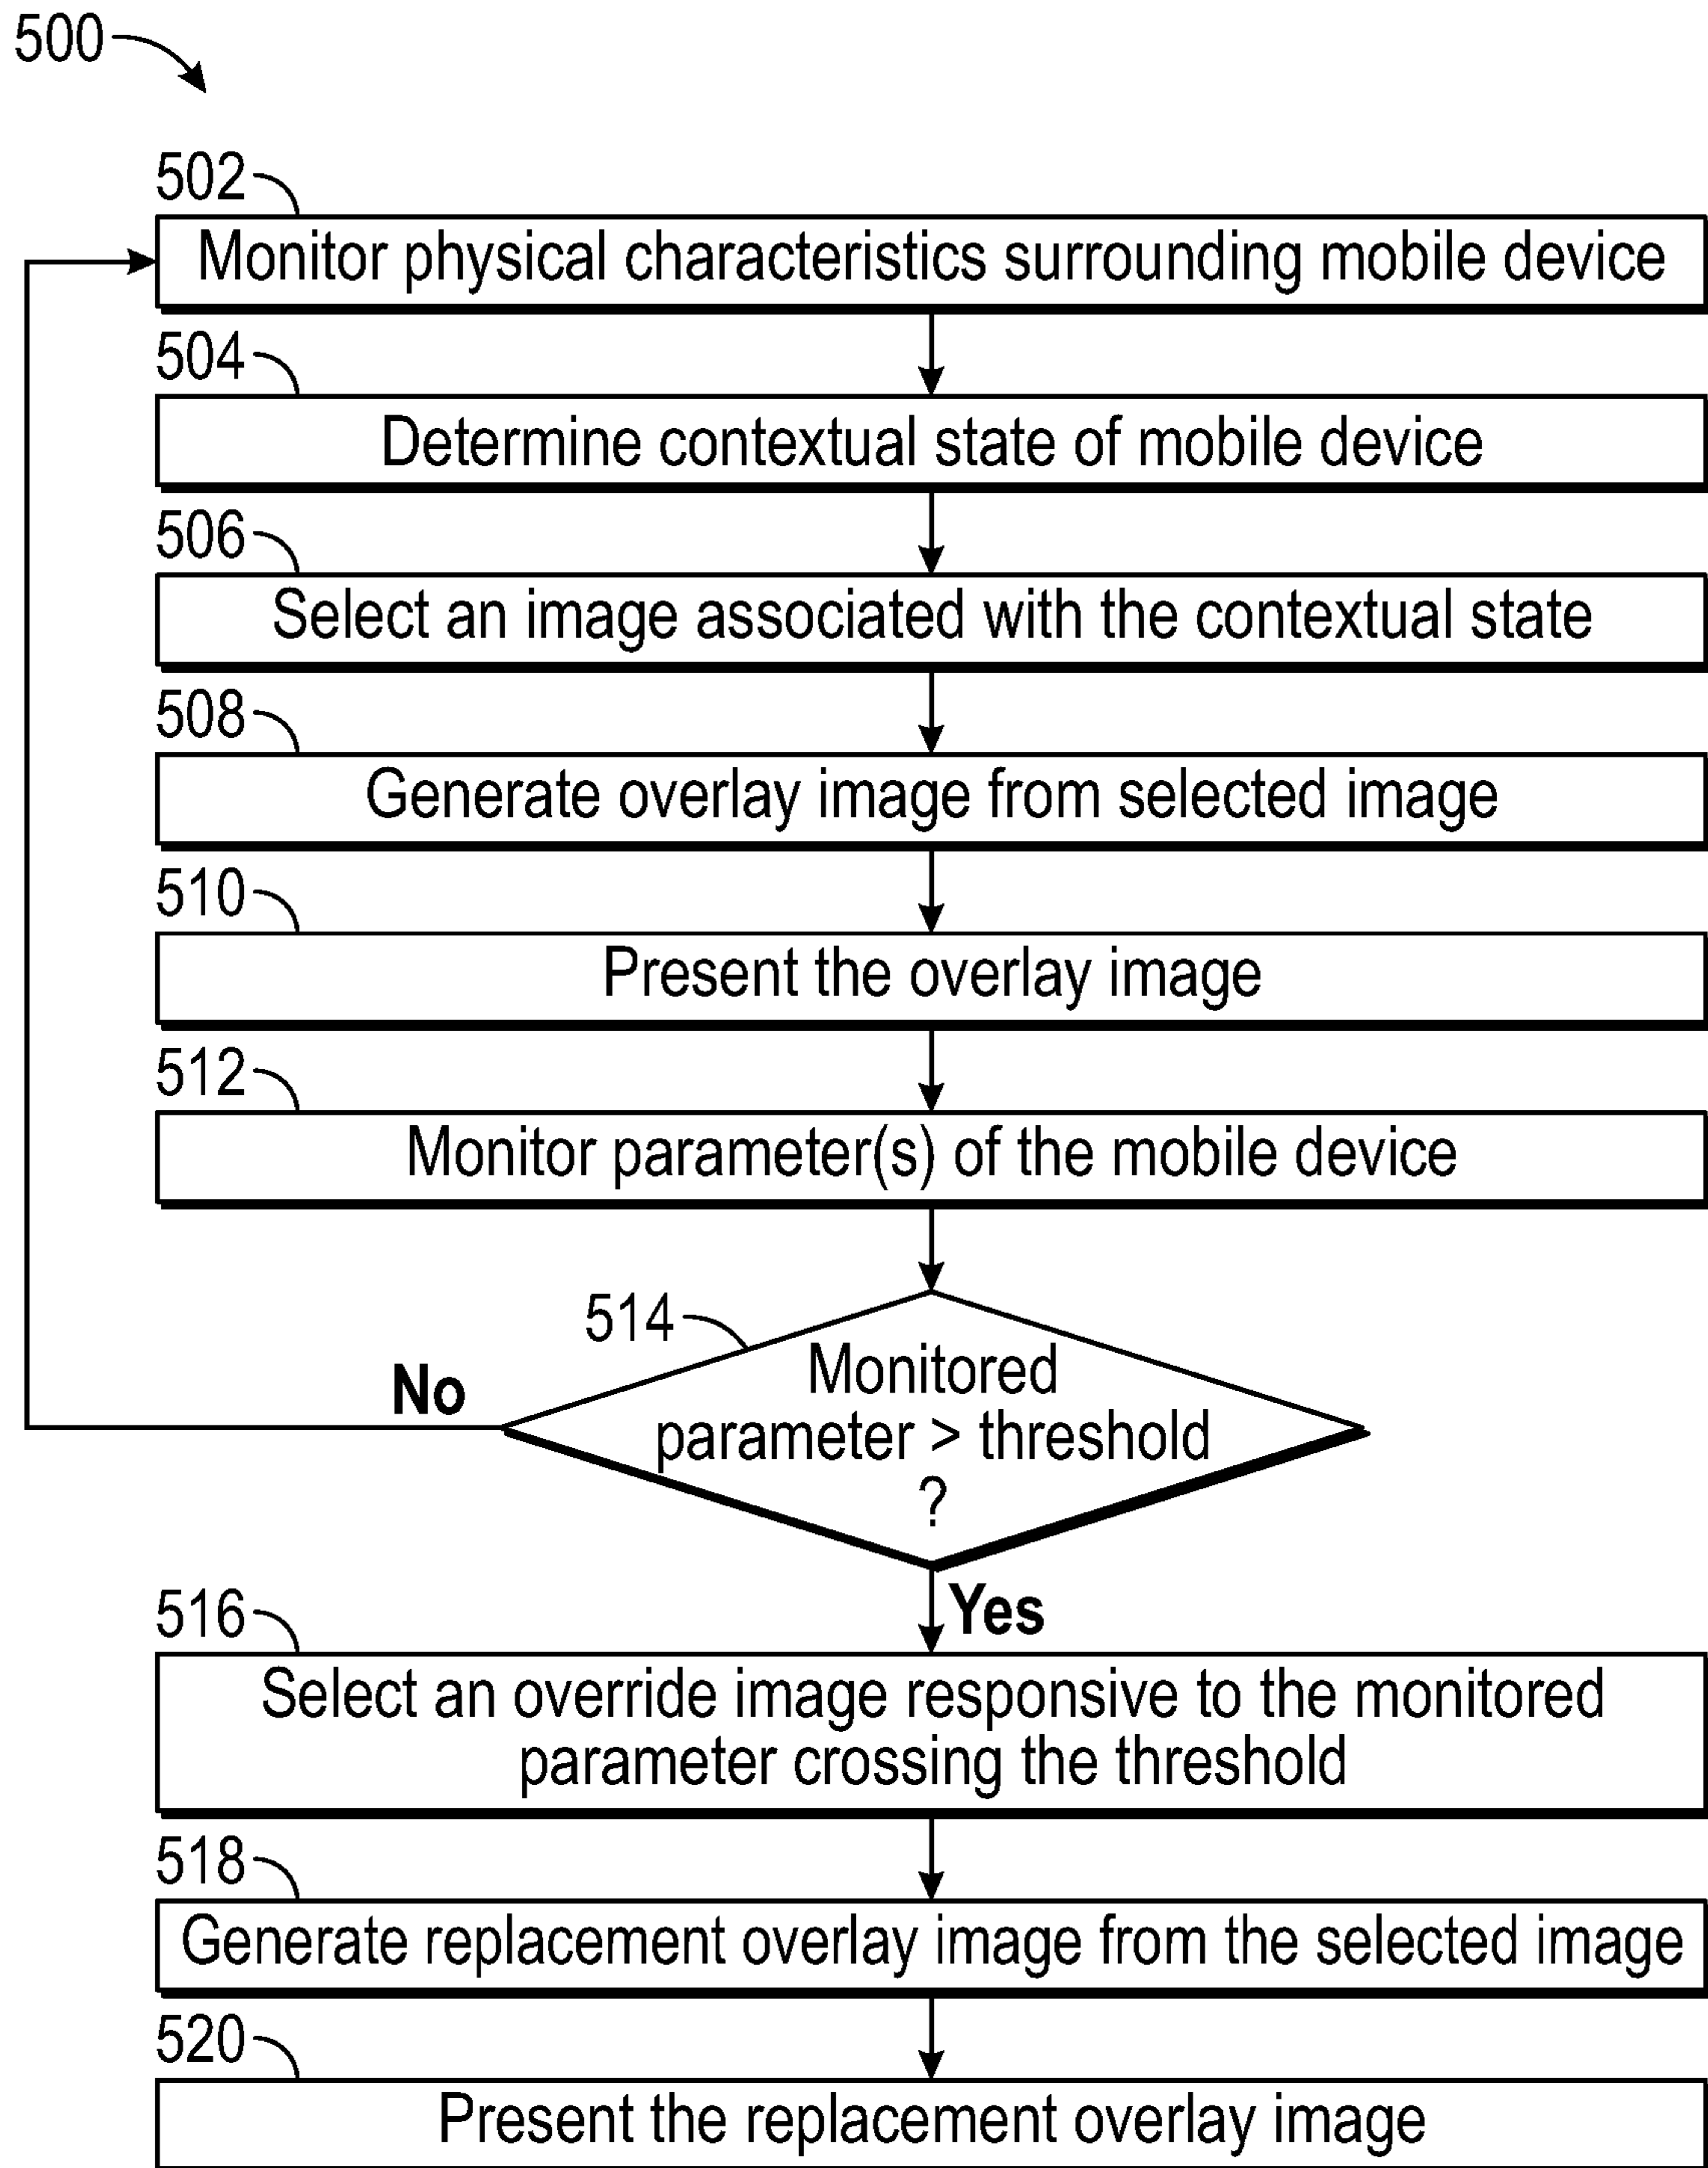 500
502
Monitor physical characteristics surrounding mobile device
504
Determine contextual state of mobile device
506
Select an image associated with the contextual state
508
Generate overlay image from selected image
510
Present the overlay image
512
Monitor parameter(s) of the mobile device
514
Monitored
parameter > threshold
?
No
Yes
516
Select an override image responsive to the monitored
parameter crossing the threshold
518
Generate replacement overlay image from the selected image
520
Present the replacement overlay image